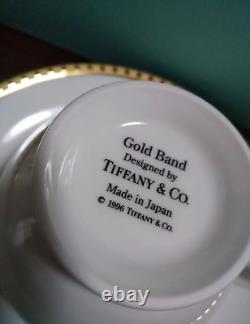 Gold Band
Designed by
TIFFANY & CO.
Made in Japan
© 1996 TIFFANY & CO.